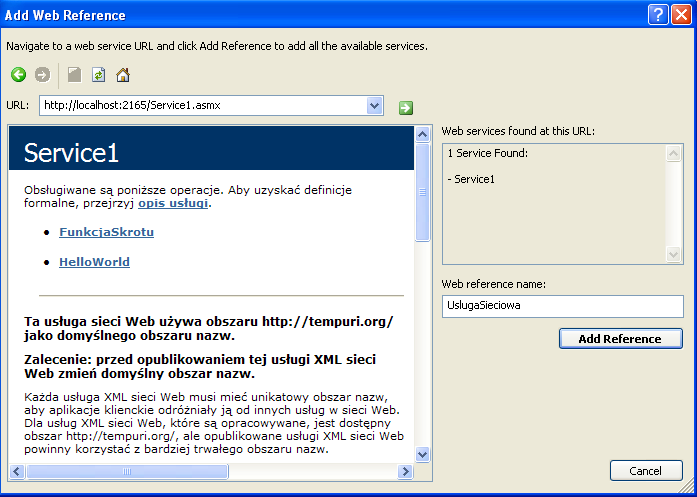 Add Web Reference
Navigate to a web service URL and click Add Reference to add all the available services.
URL: http://localhost:2165/Service1.asmx
Service1
Obsługiwane są poniższe operacje. Aby uzyskać definicje
formalne, przejrzyj opis usługi.
FunkcjaSkrotu
HelloWorld
Ta usługa sieci Web używa obszaru http://tempuri.org/
jako domyślnego obszaru nazw.
Zalecenie: przed opublikowaniem tej usługi XML sieci
Web zmień domyślny obszar nazw.
Każda usługa XML sieci Web musi mieć unikatowy obszar nazw,
aby aplikacje klienckie odróżniały ją od innych usług w sieci Web.
Dla usług XML sieci Web, które są opracowywane, jest dostępny
obszar http://tempuri.org/, ale opublikowane usługi XML sieci Web
powinny korzystać z bardziej trwałego obszaru nazw.
Web services found at this URL:
1 Service Found:
- Service1
Web reference name:
UslugaSieciowa
Add Reference
Cancel